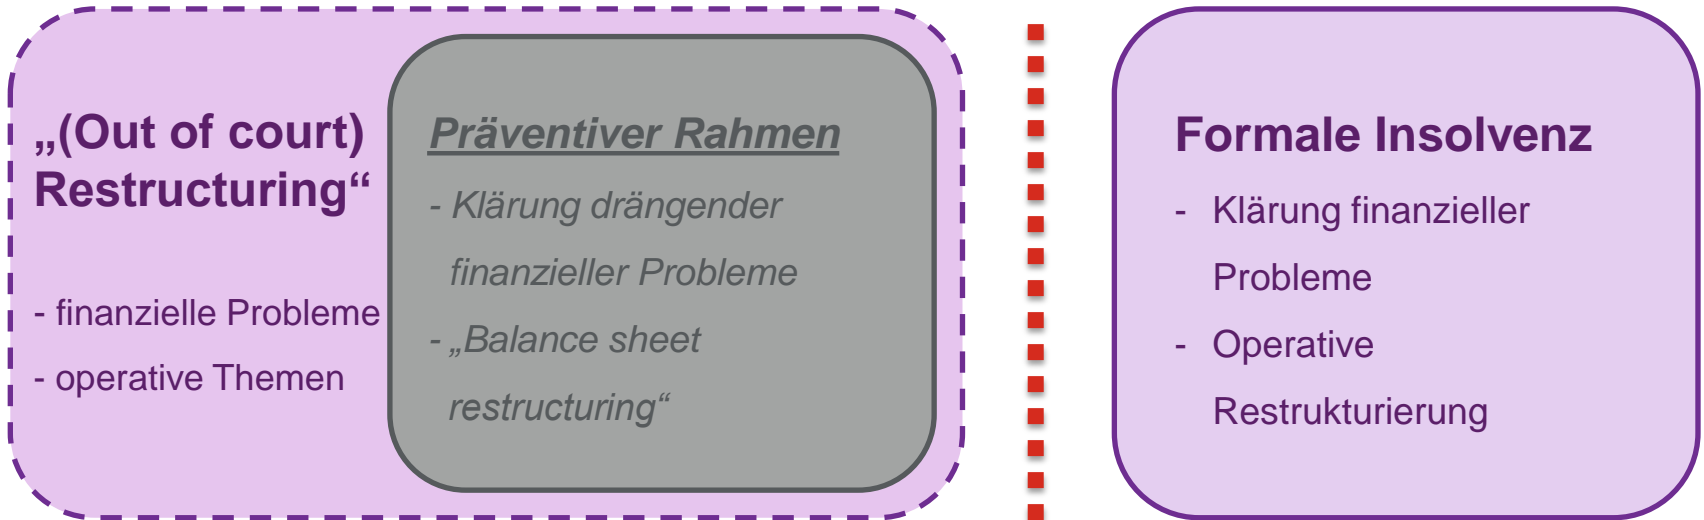 „(Out of court)
Restructuring“
- finanzielle Probleme
- operative Themen
Präventiver Rahmen
- Klärung drängender
finanzieller Probleme
- „Balance sheet
restructuring“
Formale Insolvenz
- Klärung finanzieller
Probleme
- Operative
Restrukturierung